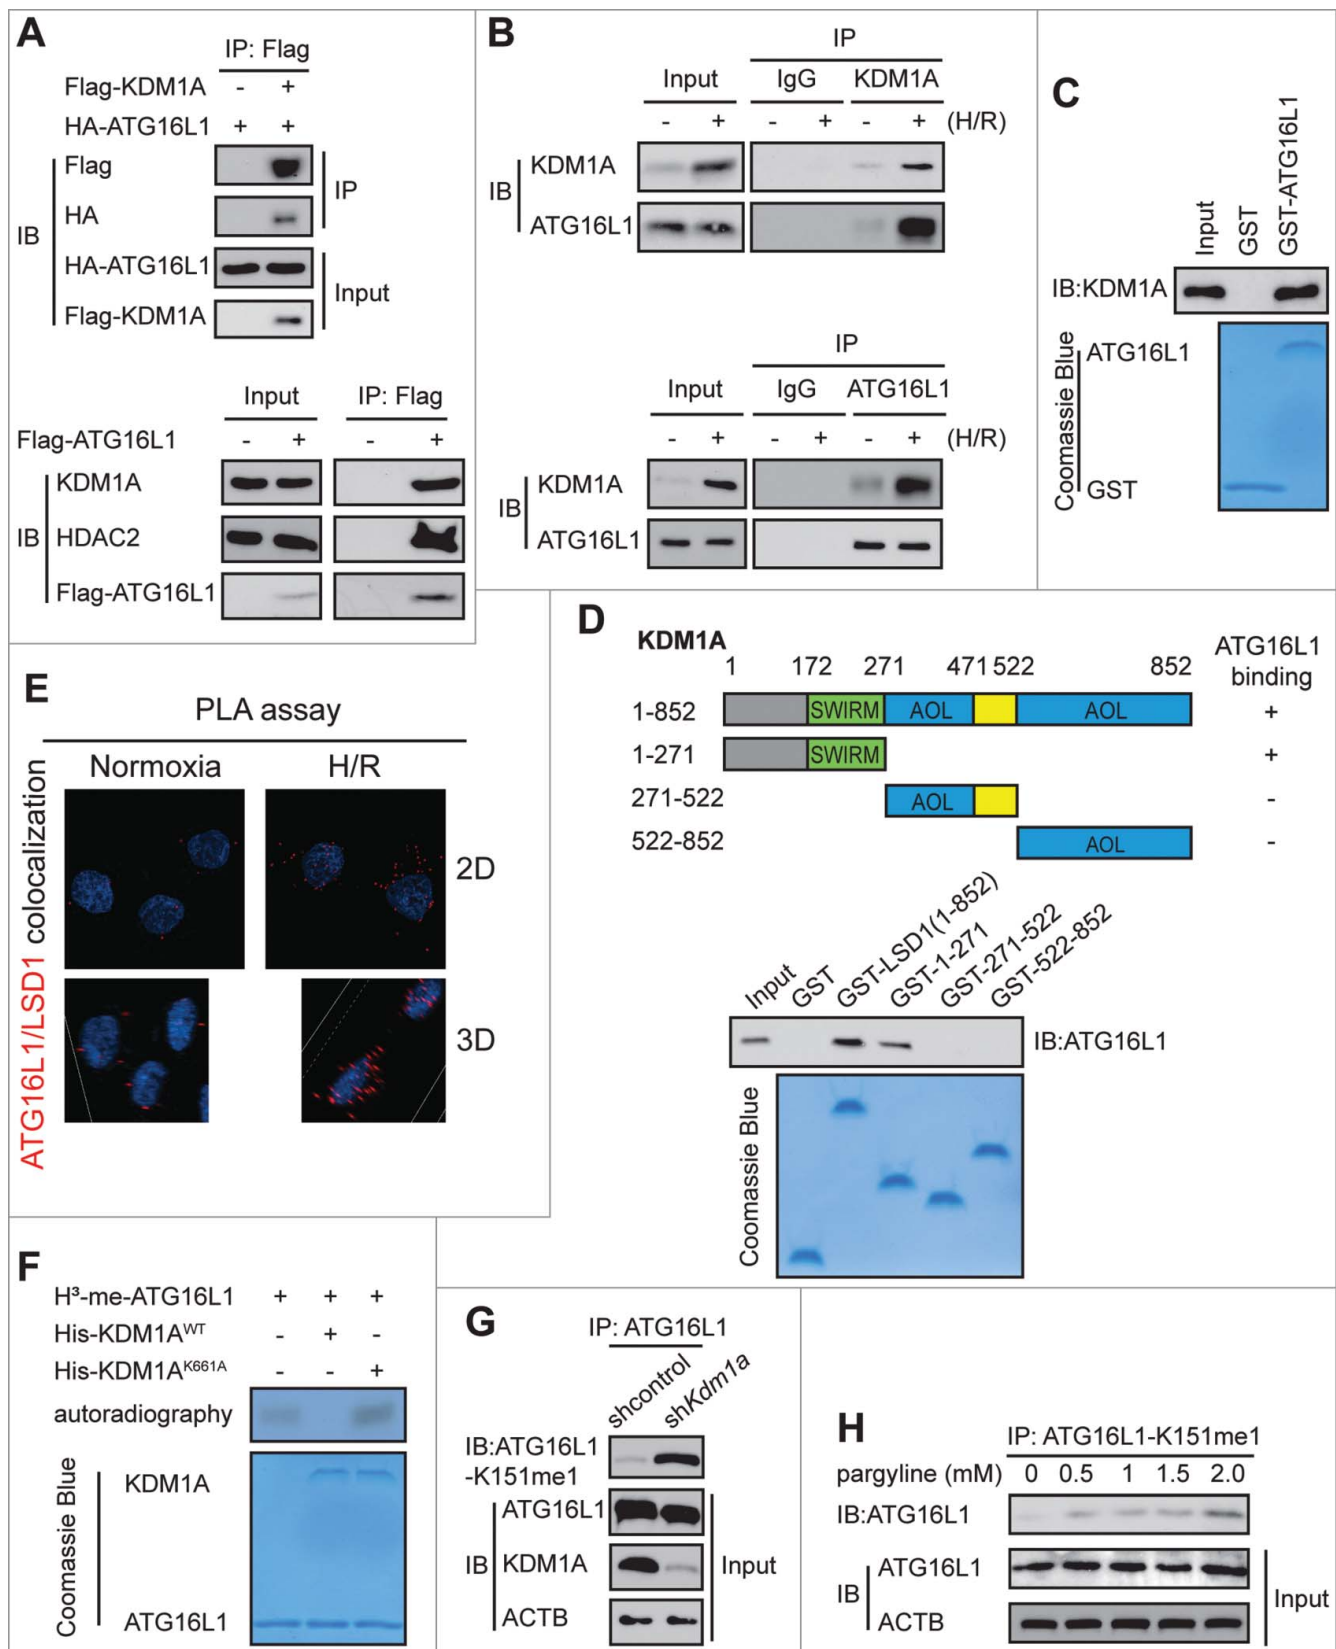 A
IP: Flag
Flag-KDM1A - +
HA-ATG16L1 + +
Flag
HA
IP
IB
HA-ATG16L1
Flag-KDM1A
Input
Input IP: Flag
Flag-ATG16L1 - + - +
KDM1A
IB HDAC2
Flag-ATG16L1
B
IP
Input IgG KDM1A
- + - + - + (H/R)
KDM1A
IB
ATG16L1
IP
Input IgG ATG16L1
- + - + - + (H/R)
KDM1A
IB
ATG16L1
C
Input
GST
GST-ATG16L1
IB:KDM1A
Coomassie Blue
ATG16L1
GST
D
KDM1A
1 172 271 471 522 852
ATG16L1
binding
1-852 SWIRM AOL AOL +
1-271 SWIRM +
271-522 AOL -
522-852 AOL -
Input
GST
GST-LSD1(1-852)
GST-1-271
GST-271-522
GST-522-852
IB:ATG16L1
Coomassie Blue
E
PLA assay
Normoxia H/R
ATG16L1/LSD1 colocalization
2D
3D
F
H³-me-ATG16L1 + + +
His-KDM1Aᵂᵀ - + -
His-KDM1Aᴷ⁶⁶¹ᴬ - - +
autoradiography
Coomassie Blue
KDM1A
ATG16L1
G
IP: ATG16L1
shcontrol
shKdm1a
IB:ATG16L1
-K151me1
ATG16L1
IB KDM1A
ACTB
Input
H
IP: ATG16L1-K151me1
pargyline (mM) 0 0.5 1 1.5 2.0
IB:ATG16L1
ATG16L1
IB
ACTB
Input